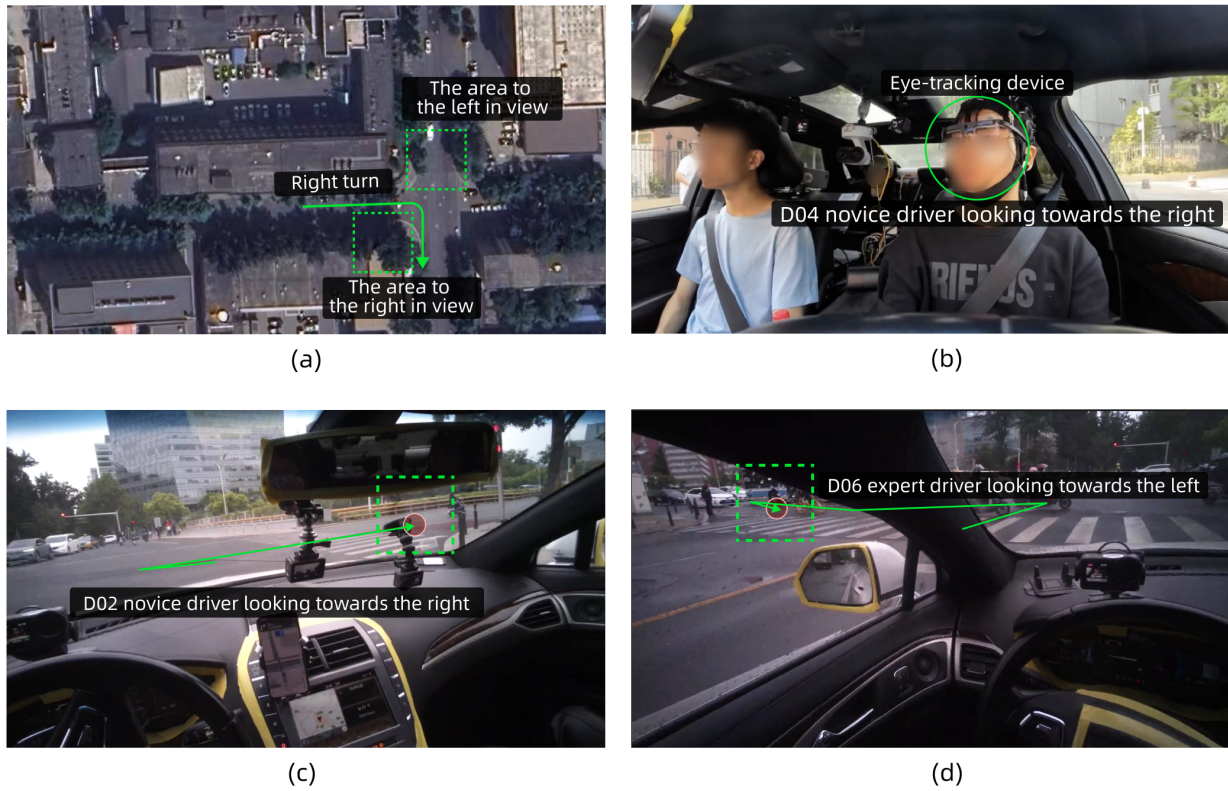 The area to
the left in view
Right turn
The area to
the right in view
(a)
Eye-tracking device
D04 novice driver looking towards the right
FRIENDS -
(b)
D02 novice driver looking towards the right
(c)
D06 expert driver looking towards the left
(d)